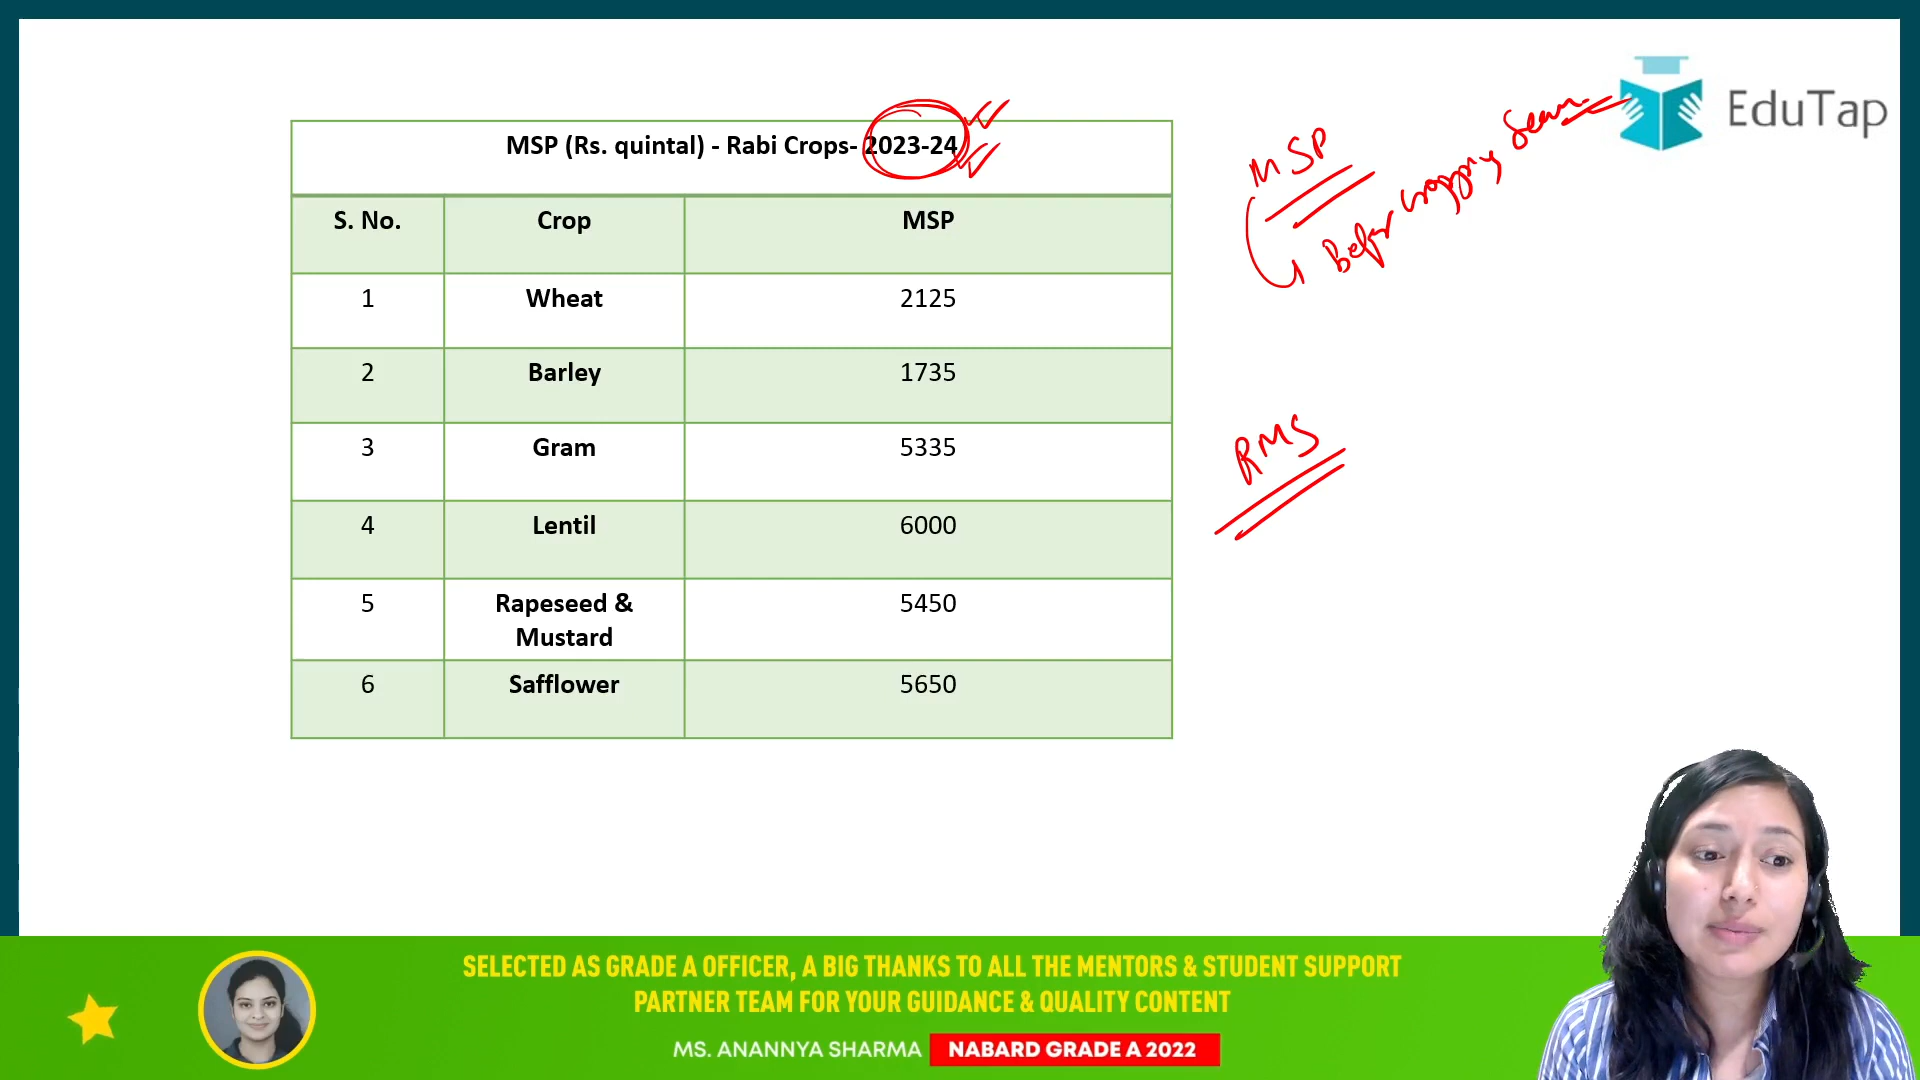 EduTap
MSP (Rs. quintal) - Rabi Crops- 2023-24
S. No. Crop MSP
1 Wheat 2125
2 Barley 1735
3 Gram 5335
4 Lentil 6000
5 Rapeseed & 5450
Mustard
6 Safflower 5650
MSP
Before cropping
RMS
SELECTED AS GRADE A OFFICER, A BIG THANKS TO ALL THE MENTORS & STUDENT SUPPORT
PARTNER TEAM FOR YOUR GUIDANCE & QUALITY CONTENT
MS. ANANNYA SHARMA NABARD GRADE A 2022